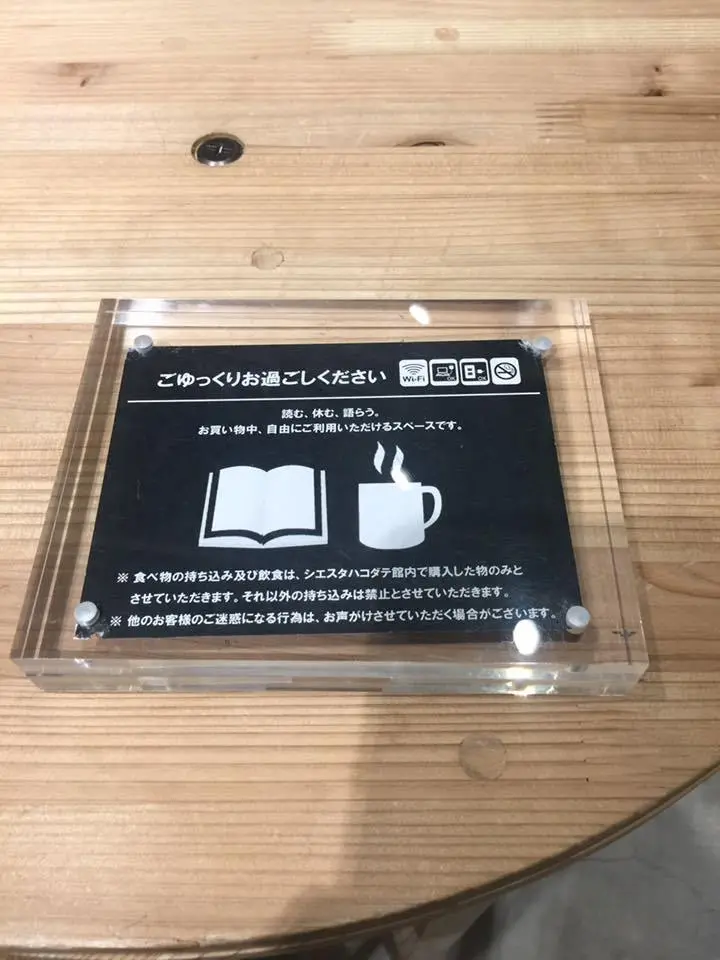 ごゆっくりお過ごしください Wi-Fi OK OK
読む、休む、語らう。
お買い物中、自由にご利用いただけるスペースです。
※ 食べ物の持ち込み及び飲食は、シエスタハコダテ館内で購入した物のみと
させていただきます。それ以外の持ち込みは禁止とさせていただきます。
※ 他のお客様のご迷惑になる行為は、お声がけさせていただく場合がございます。